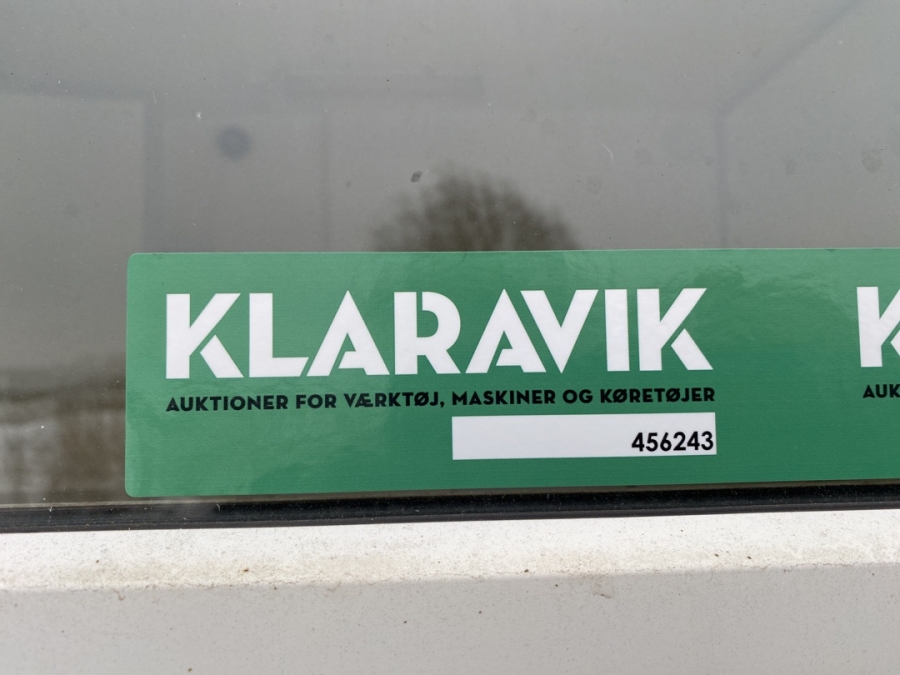 KLARAVIK
AUKTIONER FOR VÆRKTØJ, MASKINER OG KØRETØJER
456243